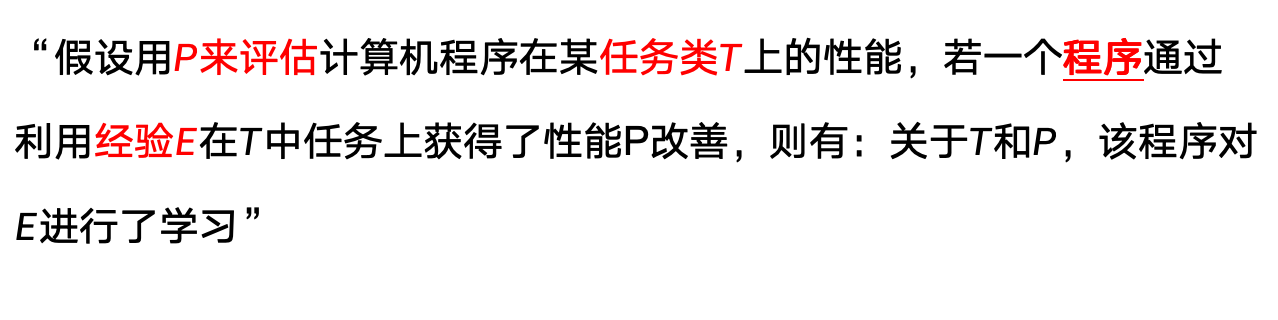 “假设用P来评估计算机程序在某任务类T上的性能，若一个程序通过
利用经验E在T中任务上获得了性能P改善，则有：关于T和P，该程序对
E进行了学习”